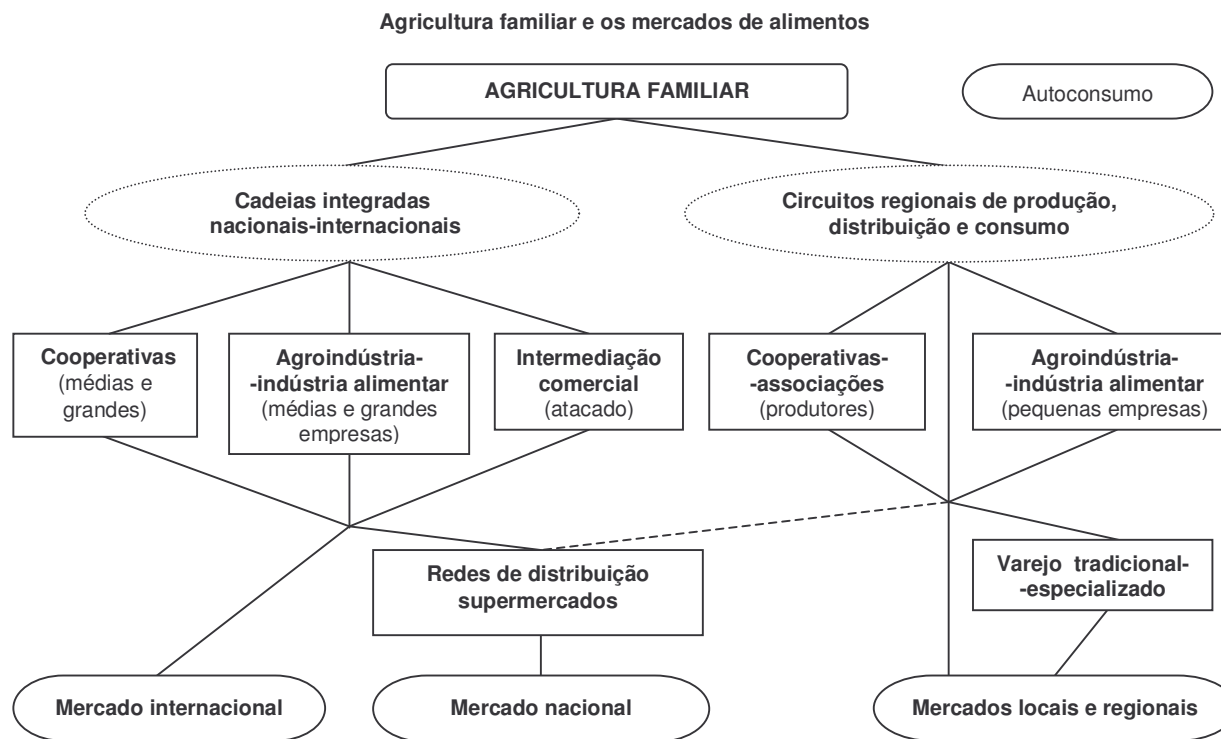 Agricultura familiar e os mercados de alimentos
AGRICULTURA FAMILIAR
Autoconsumo
Cadeias integradas
nacionais-internacionais
Circuitos regionais de produção,
distribuição e consumo
Cooperativas
(médias e
grandes)
Agroindústria-
-indústria alimentar
(médias e grandes
empresas)
Intermediação
comercial
(atacado)
Cooperativas-
-associações
(produtores)
Agroindústria-
-indústria alimentar
(pequenas empresas)
Redes de distribuição
supermercados
Varejo tradicional-
-especializado
Mercado internacional
Mercado nacional
Mercados locais e regionais